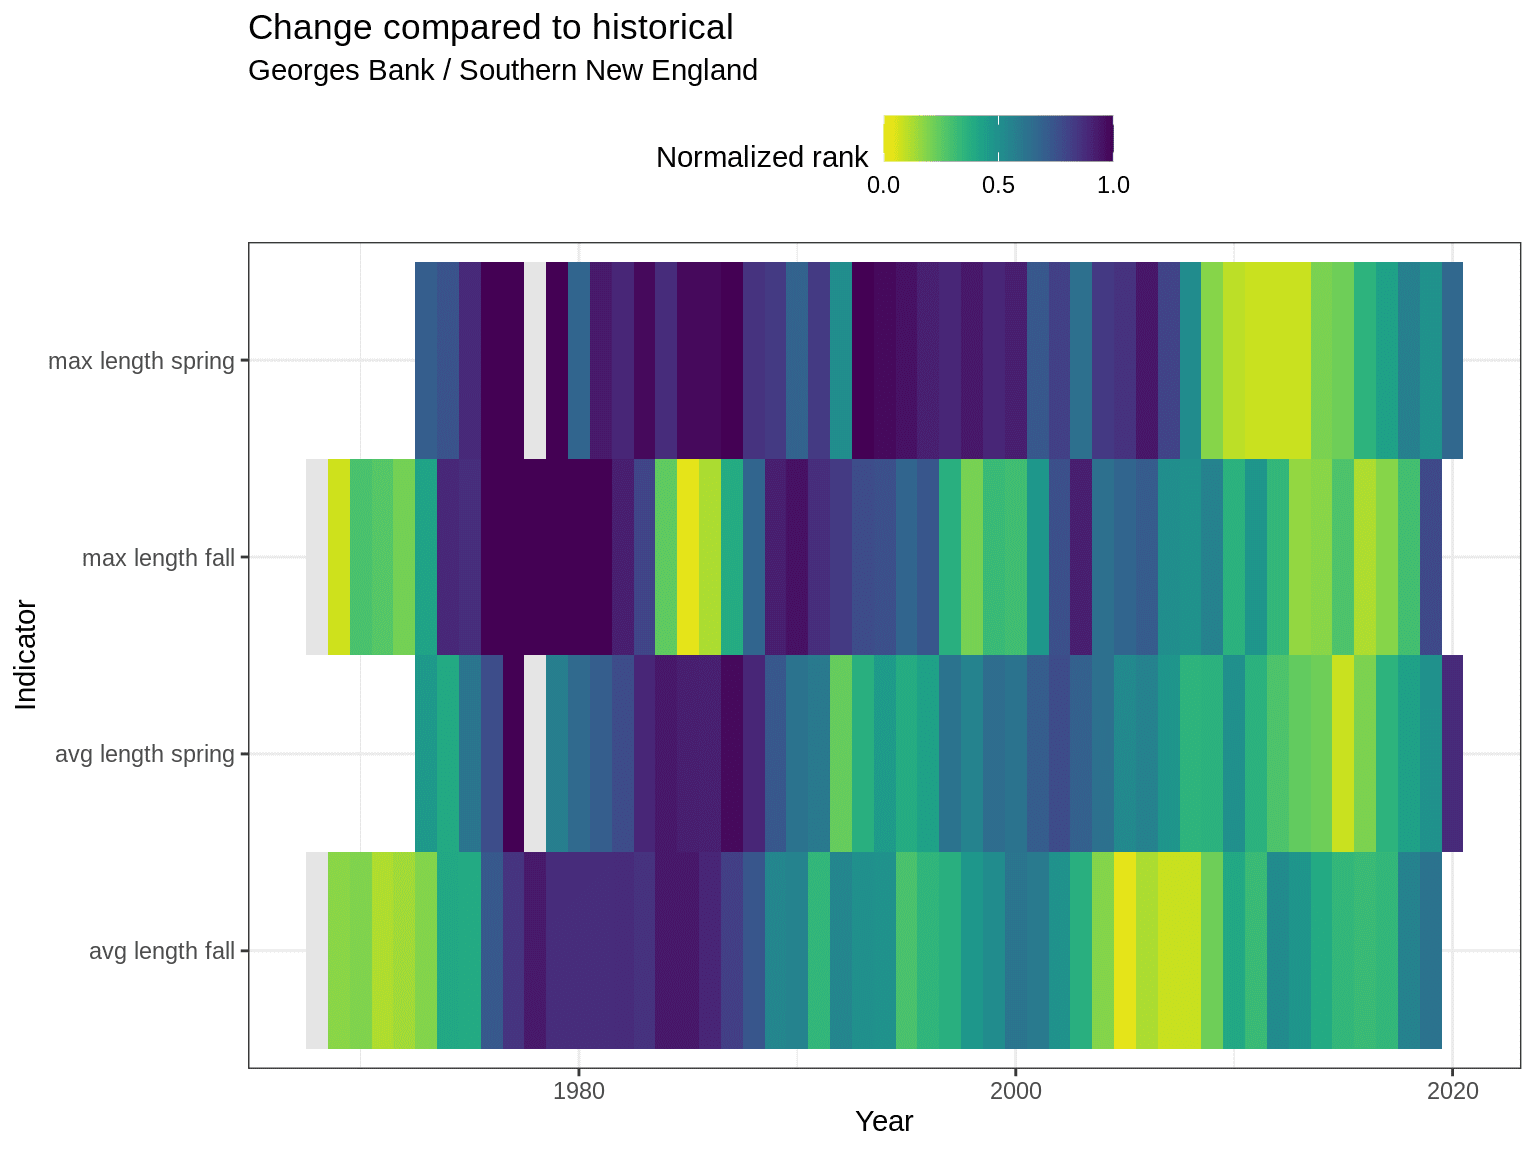 Change compared to historical
Georges Bank / Southern New England
Normalized rank
0.0 0.5 1.0
max length spring
max length fall
avg length spring
avg length fall
Indicator
1980 2000 2020
Year